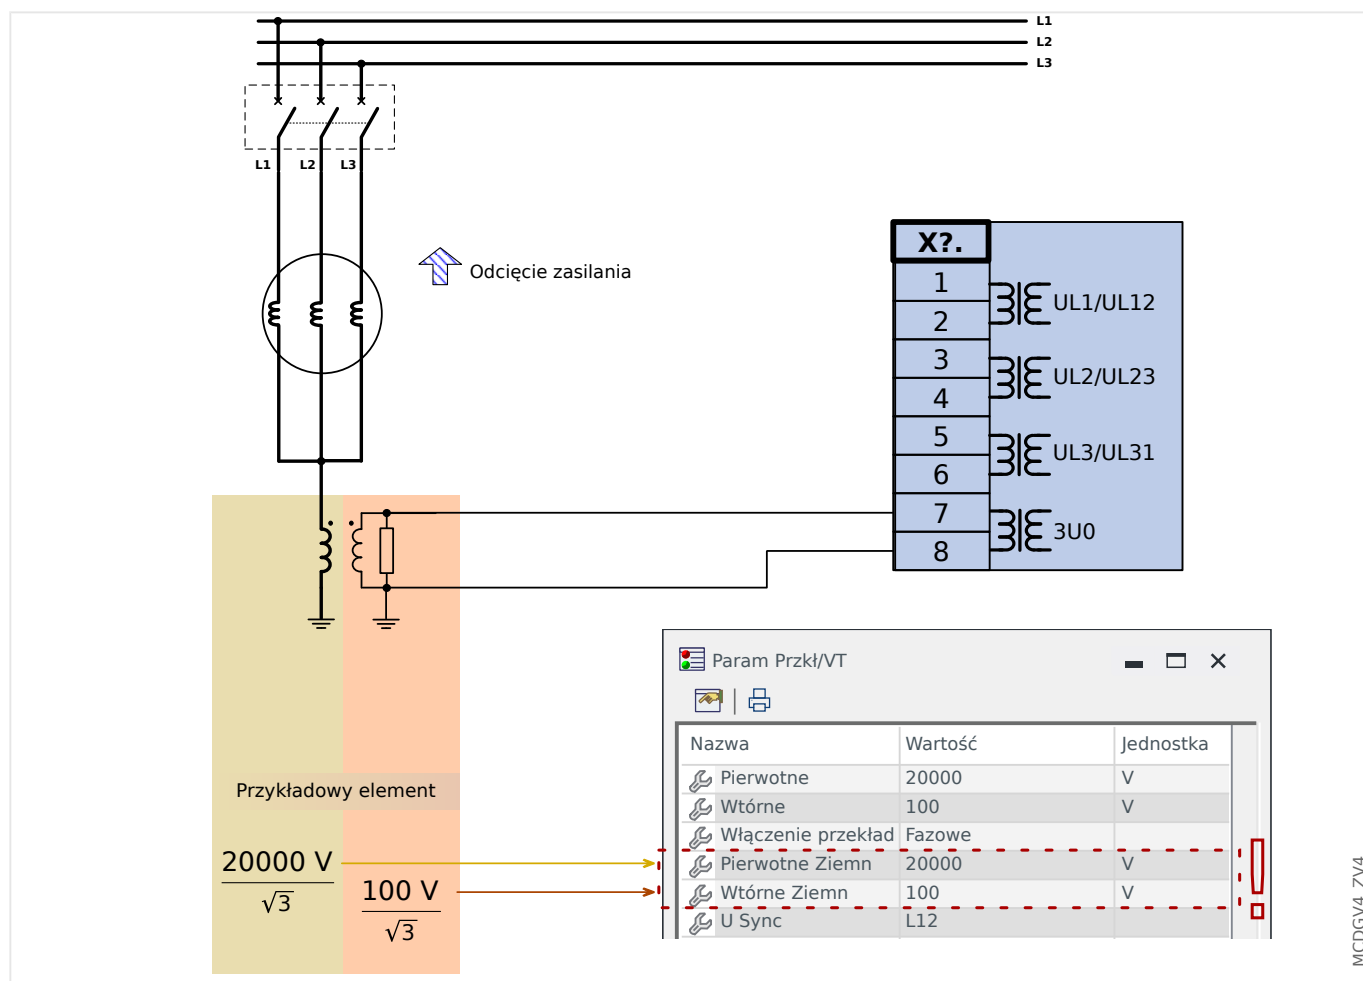 L1
L2
L3
L1
L2
L3
Odcięcie zasilania
X?.
1
2
3
4
5
6
7
8
UL1/UL12
UL2/UL23
UL3/UL31
3U0
Przykładowy element
20000 V
√3
100 V
√3
Param Przkł/VT
Nazwa Wartość Jednostka
Pierwotne 20000 V
Wtórne 100 V
Włączenie przekład Fazowe
Pierwotne Ziemn 20000 V
Wtórne Ziemn 100 V
U Sync L12
MCDGV4_ZV4